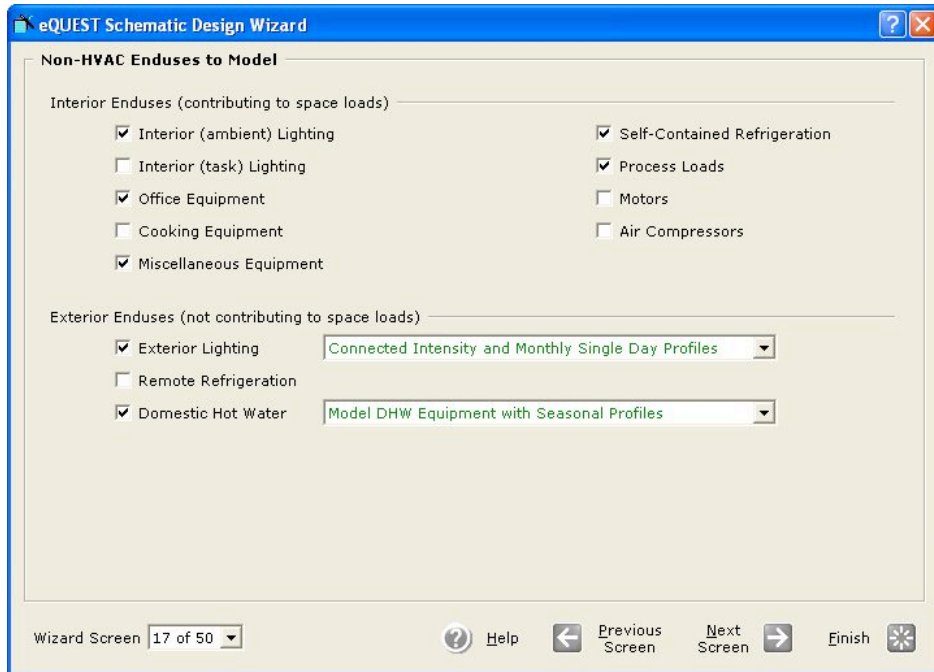 eQUEST Schematic Design Wizard
Non-HVAC Enduses to Model
Interior Enduses (contributing to space loads)
Interior (ambient) Lighting
Interior (task) Lighting
Office Equipment
Cooking Equipment
Miscellaneous Equipment
Self-Contained Refrigeration
Process Loads
Motors
Air Compressors
Exterior Enduses (not contributing to space loads)
Exterior Lighting Connected Intensity and Monthly Single Day Profiles
Remote Refrigeration
Domestic Hot Water Model DHW Equipment with Seasonal Profiles
Wizard Screen 17 of 50
? Help
Previous
Screen
Next
Screen
Finish